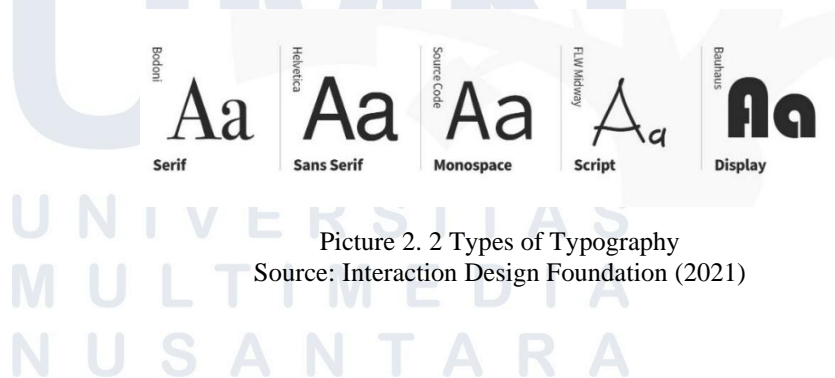 Bodoni
Aa
Serif
Helvetica
Aa
Sans Serif
Source Code
Aa
Monospace
FLW Midway
Aa
Script
Bauhaus
Aa
Display
Picture 2. 2 Types of Typography
Source: Interaction Design Foundation (2021)
UNIVERSITAS
MULTIMEDIA
NUSANTARA